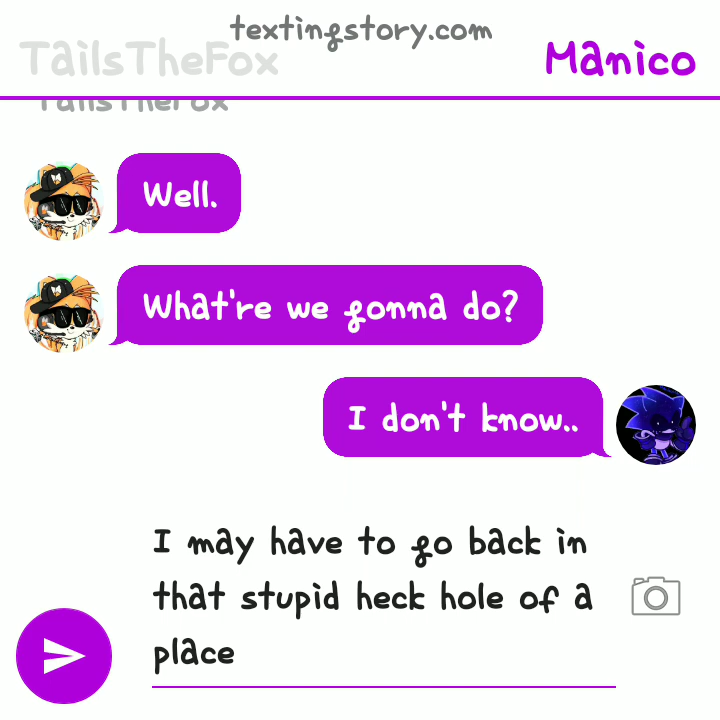 textingstory.com
TailsTheFox
Manico
TailsTheFox
Well.
What're we gonna do?
I don't know..
I may have to go back in
that stupid heck hole of a
place